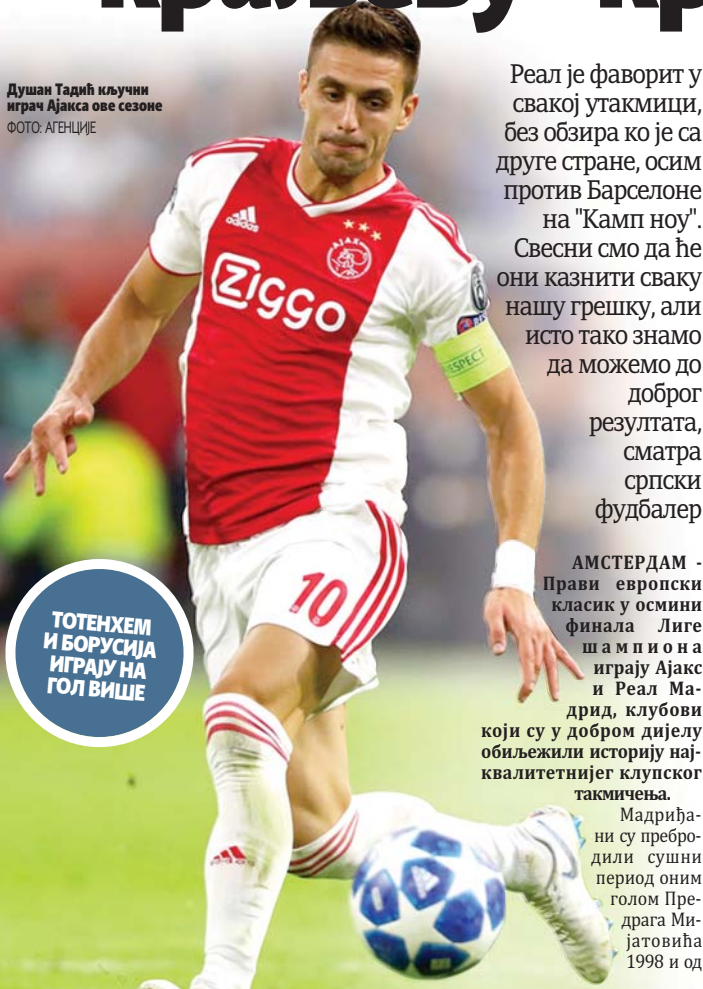 Душан Тадић кључни
играч Ајакса ове сезоне
ФОТО: АГЕНЦИЈЕ
Реал је фаворит у
свакој утакмици,
без обзира ко је са
друге стране, осим
против Барселоне
на "Камп ноу".
Свесни смо да ће
они казнити сваку
нашу грешку, али
исто тако знамо
да можемо до
доброг
резултата,
сматра
српски
фудбалер
adidas
AJAX
Ziggo
RESPECT
10
ТОТЕНХЕМ
И БОРУСИЈА
ИГРАЈУ НА
ГОЛ ВИШЕ
АМСТЕРДАМ -
Прави европски
класик у осмини
финала Лиге
шампиона
играју Ајакс
и Реал Ма-
дрид, клубови
који су у добром дијелу
обиљежили историју нај-
квалитетнијег клупског
такмичења.
Мадриђа-
ни су пребро-
дили сушни
период оним
голом Пре-
драга Ми-
јатовића
1998 и од
adidas